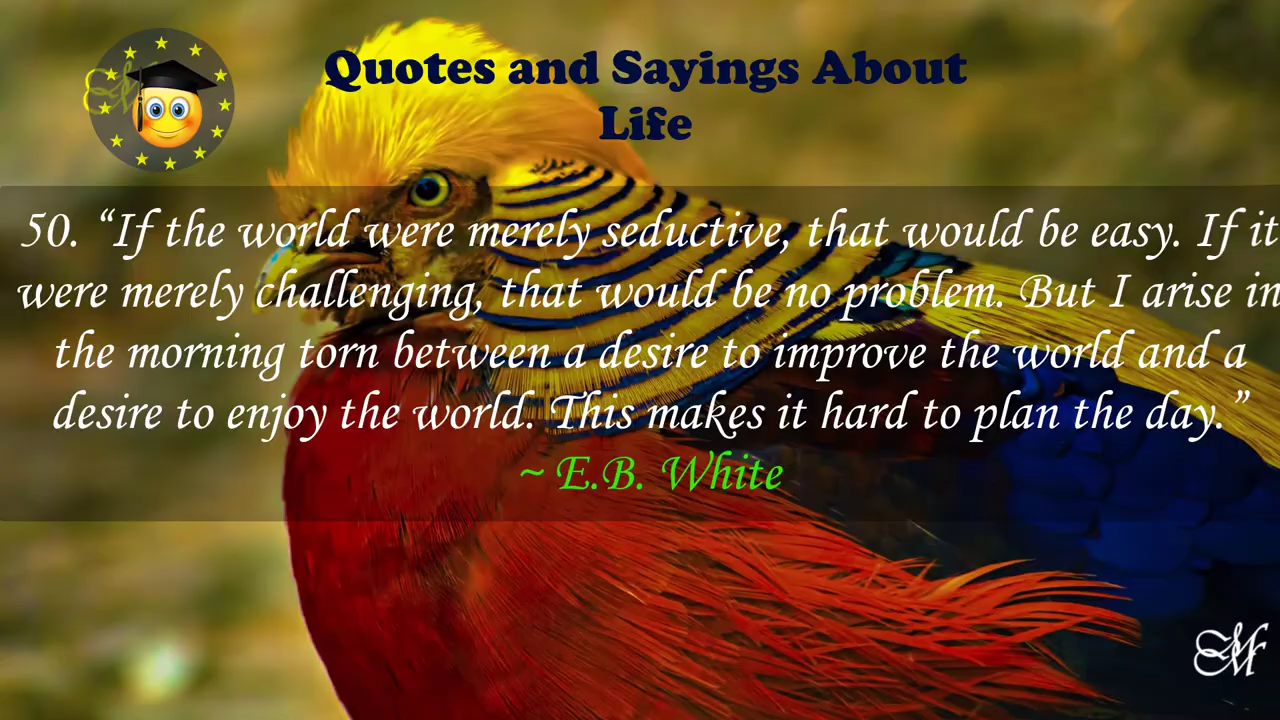 Quotes and Sayings About
Life
50. “If the world were merely seductive, that would be easy. If it
were merely challenging, that would be no problem. But I arise in
the morning torn between a desire to improve the world and a
desire to enjoy the world. This makes it hard to plan the day.”
~ E.B. White